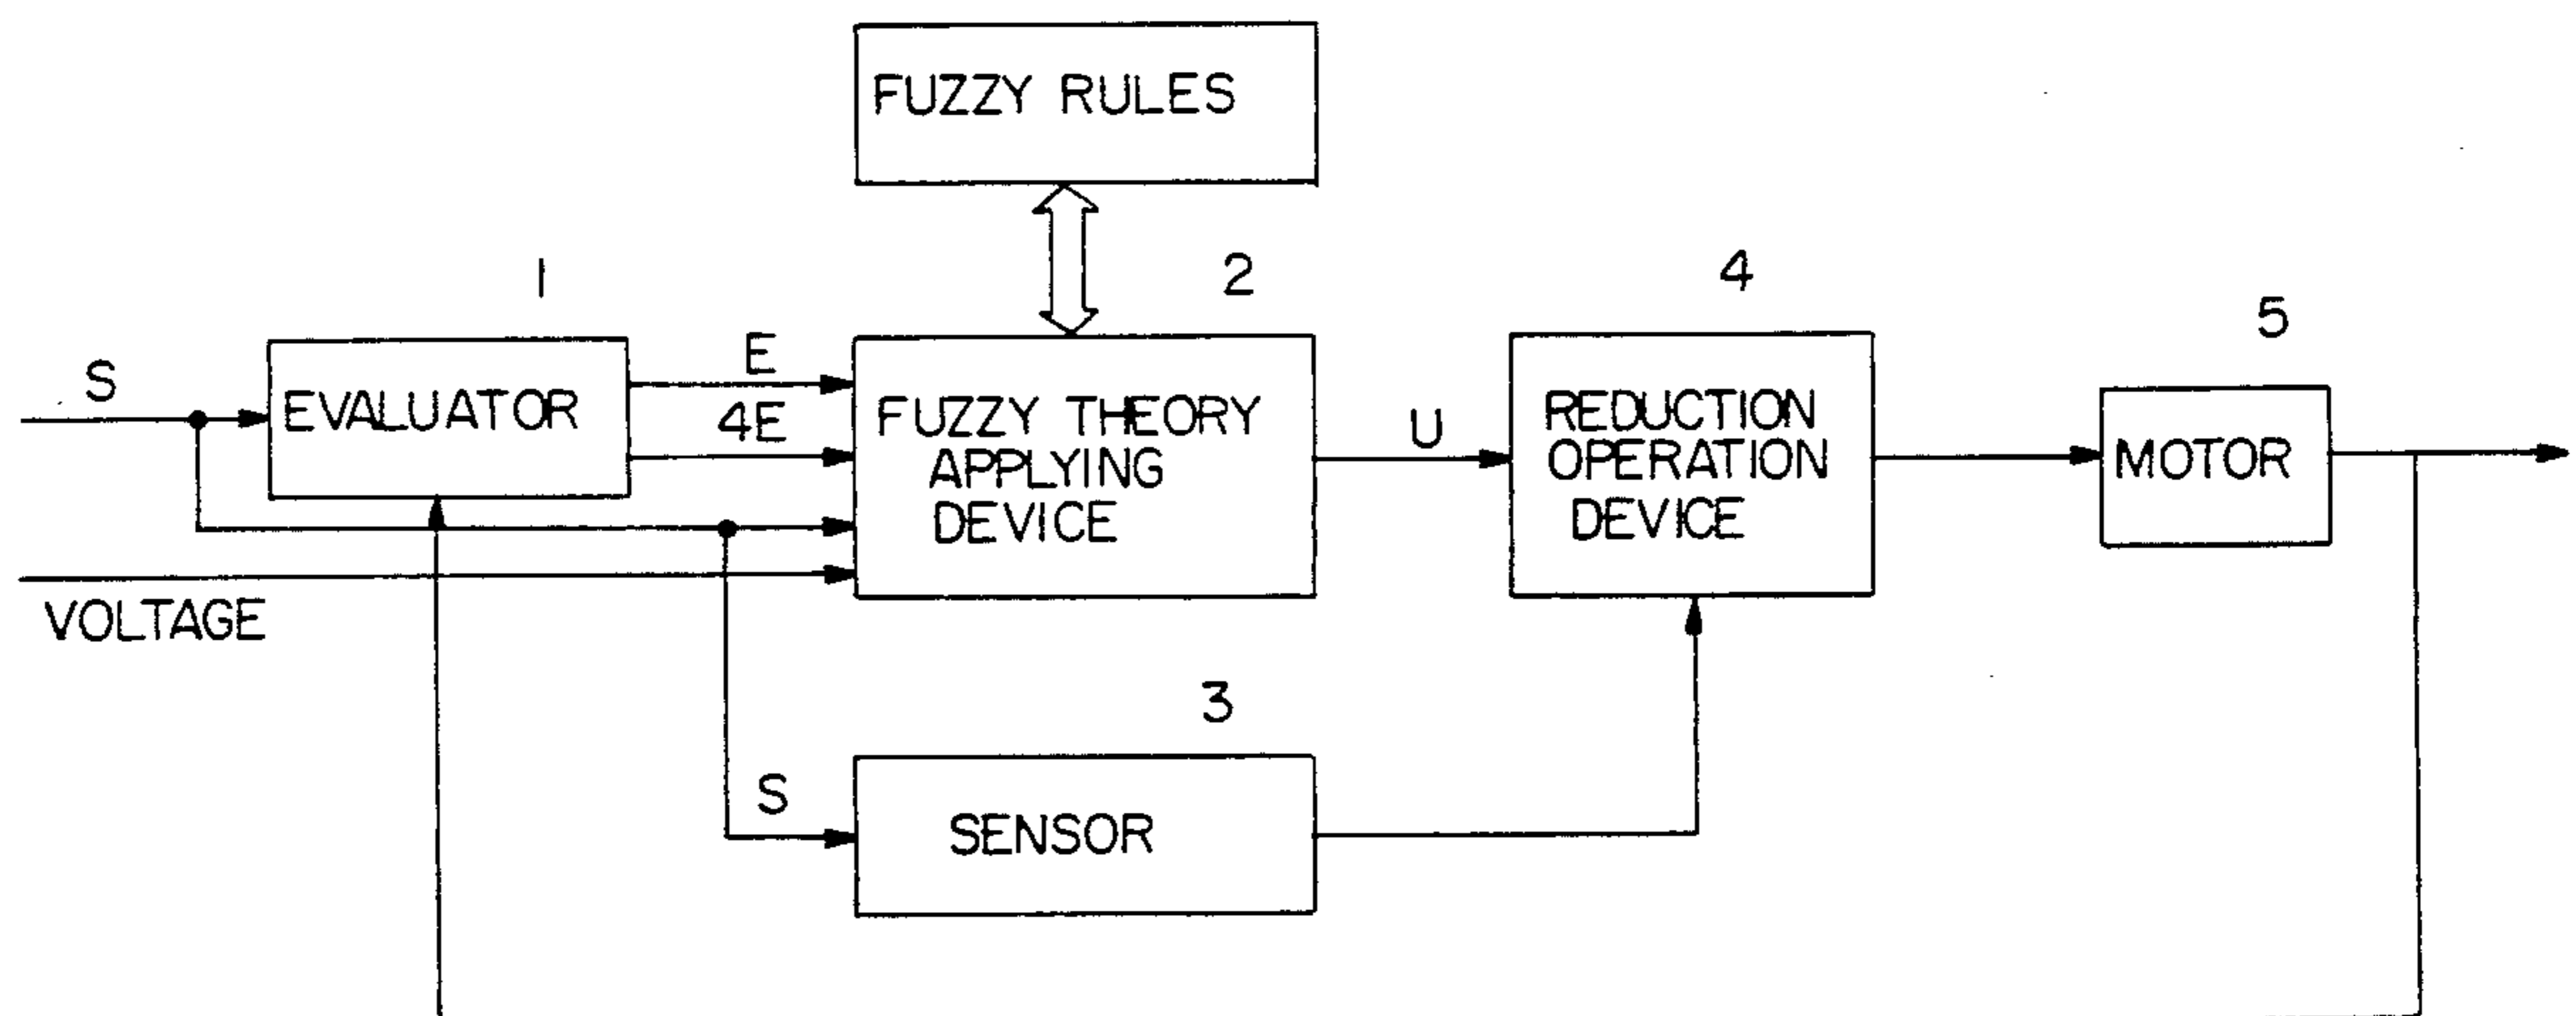 FUZZY RULES
1
2
4
5
S
EVALUATOR
E
4E
FUZZY THEORY
APPLYING
DEVICE
U
REDUCTION
OPERATION
DEVICE
MOTOR
VOLTAGE
3
S
SENSOR